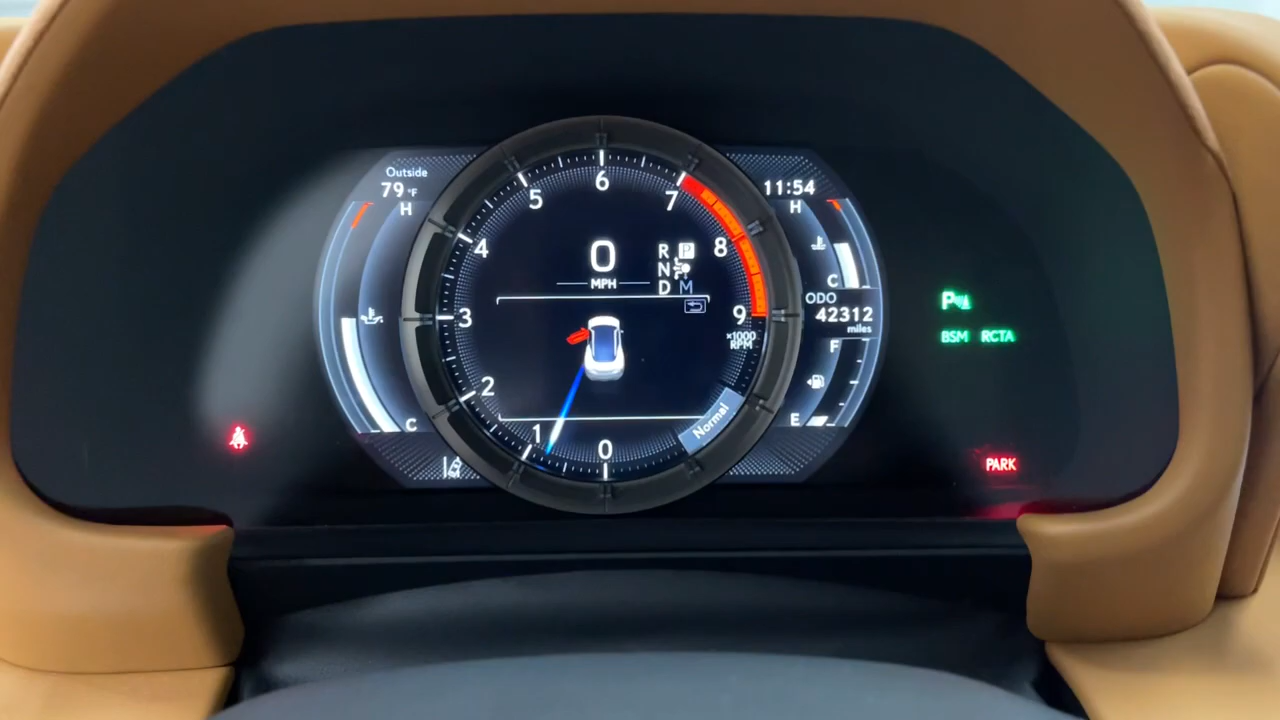 Outside
79 °F
H
C
6
5
7
4
8
3
9
2
1
0
×1000
RPM
0
MPH
R
N
D
P
M
Normal
11:54
H
C
ODO
42312
miles
F
E
P
BSM RCTA
PARK